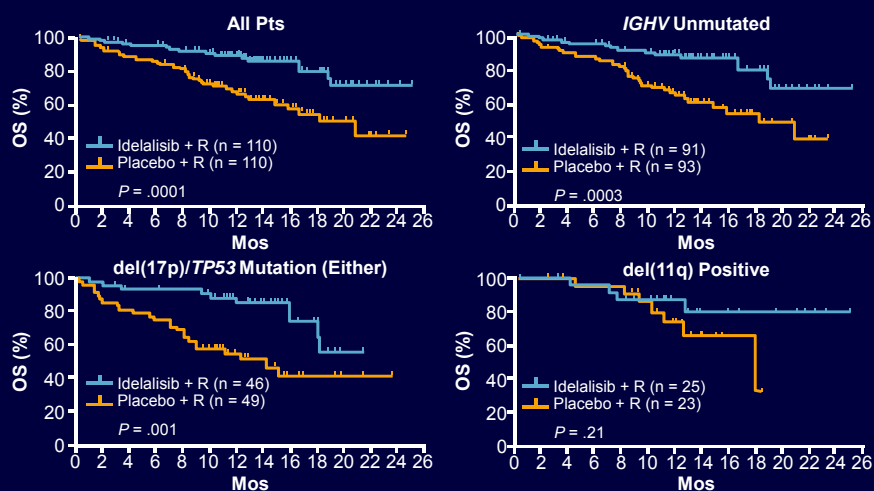 All Pts
100
80
60
40
20
0
OS (%)
Idelalisib + R (n = 110)
Placebo + R (n = 110)
P = .0001
0 2 4 6 8 10 12 14 16 18 20 22 24 26
Mos
IGHV Unmutated
100
80
60
40
20
0
OS (%)
Idelalisib + R (n = 91)
Placebo + R (n = 93)
P = .0003
0 2 4 6 8 10 12 14 16 18 20 22 24 26
Mos
del(17p)/TP53 Mutation (Either)
100
80
60
40
20
0
OS (%)
Idelalisib + R (n = 46)
Placebo + R (n = 49)
P = .001
0 2 4 6 8 10 12 14 16 18 20 22 24 26
Mos
del(11q) Positive
100
80
60
40
20
0
OS (%)
Idelalisib + R (n = 25)
Placebo + R (n = 23)
P = .21
0 2 4 6 8 10 12 14 16 18 20 22 24 26
Mos